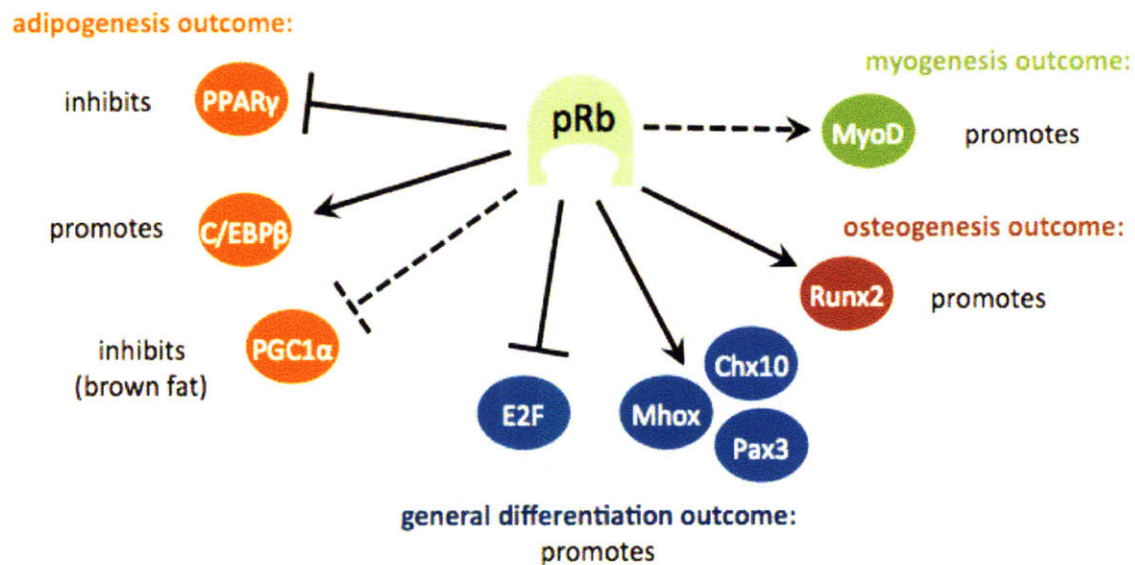 adipogenesis outcome:
inhibits
PPARγ
pRb
myogenesis outcome:
MyoD
promotes
promotes
C/EBPβ
osteogenesis outcome:
Runx2
promotes
inhibits
(brown fat)
PGC1α
E2F
Mhox
Chx10
Pax3
general differentiation outcome:
promotes